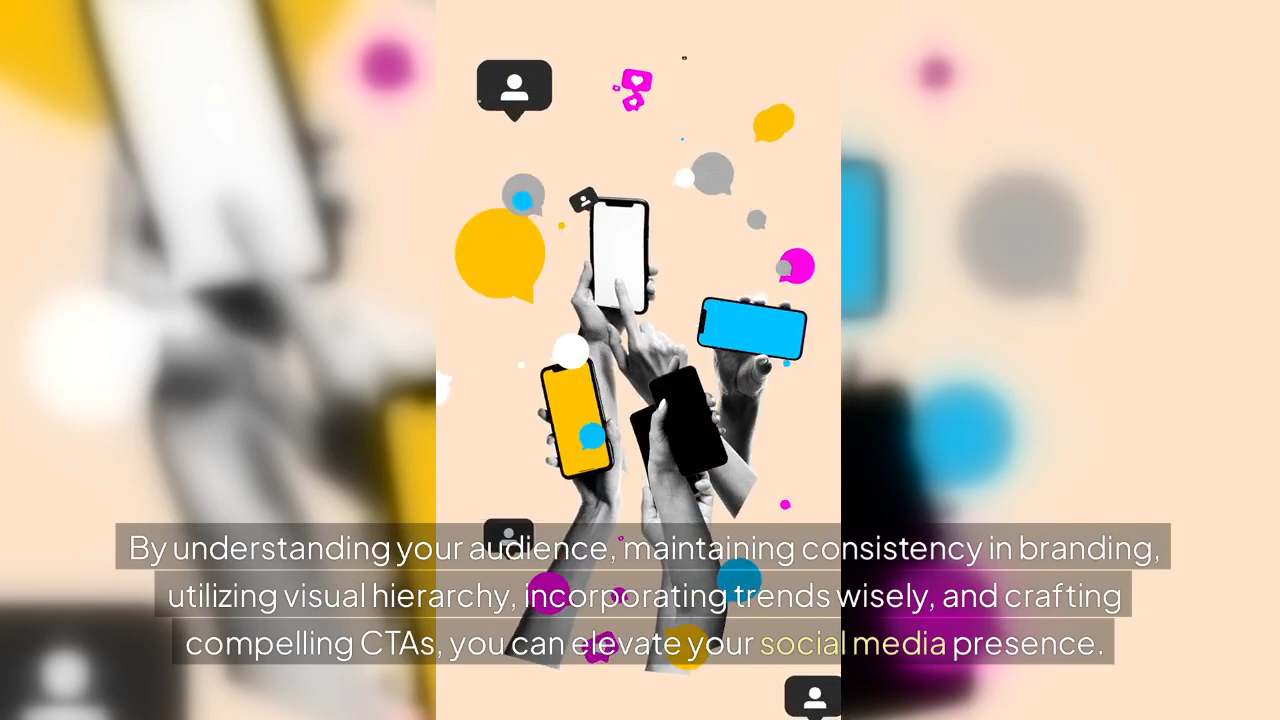 By understanding your audience, maintaining consistency in branding,
utilizing visual hierarchy, incorporating trends wisely, and crafting
compelling CTAs, you can elevate your social media presence.